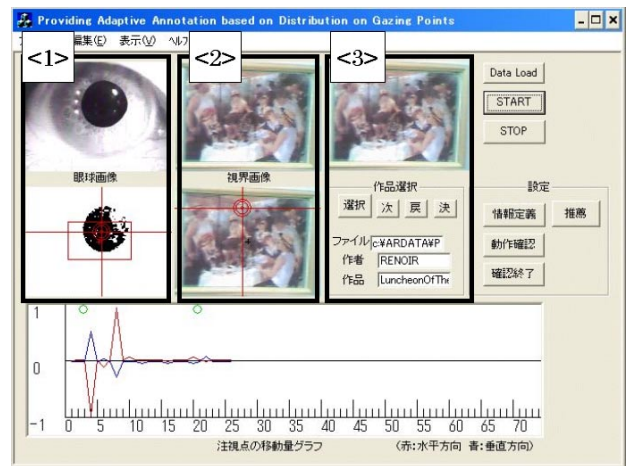 Providing Adaptive Annotation based on Distribution on Gazing Points
編集(E) 表示(V) ヘルプ
<1> <2> <3>
Data Load
START
STOP
眼球画像 視界画像
作品選択
選択 次 戻 決
ファイル c:¥ARDATA¥P
作者 RENOIR
作品 LuncheonOfThe
設定
情報定義 推薦
動作確認
確認終了
1
0
-1
0 5 10 15 20 25 30 35 40 45 50 55 60 65 70
注視点の移動量グラフ (赤:水平方向 青:垂直方向)